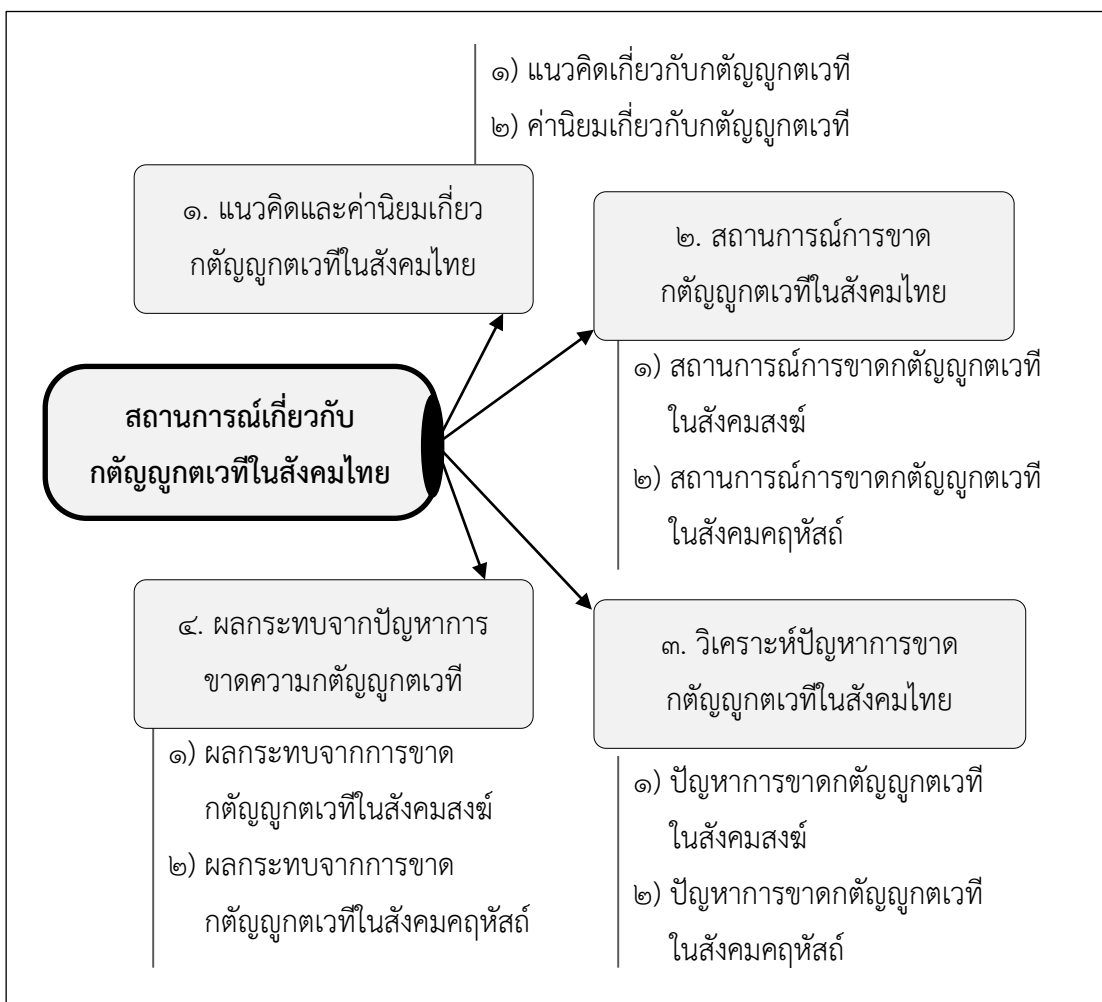 ๑) แนวคิดเกี่ยวกับกตัญญูกตเวที
๒) ค่านิยมเกี่ยวกับกตัญญูกตเวที
๑. แนวคิดและค่านิยมเกี่ยว
กตัญญูกตเวทีในสังคมไทย
๒. สถานการณ์การขาด
กตัญญูกตเวทีในสังคมไทย
๑) สถานการณ์การขาดกตัญญูกตเวที
ในสังคมสงฆ์
๒) สถานการณ์การขาดกตัญญูกตเวที
ในสังคมคฤหัสถ์
สถานการณ์เกี่ยวกับ
กตัญญูกตเวทีในสังคมไทย
๔. ผลกระทบจากปัญหาการ
ขาดความกตัญญูกตเวที
๑) ผลกระทบจากการขาด
กตัญญูกตเวทีในสังคมสงฆ์
๒) ผลกระทบจากการขาด
กตัญญูกตเวทีในสังคมคฤหัสถ์
๓. วิเคราะห์ปัญหาการขาด
กตัญญูกตเวทีในสังคมไทย
๑) ปัญหาการขาดกตัญญูกตเวที
ในสังคมสงฆ์
๒) ปัญหาการขาดกตัญญูกตเวที
ในสังคมคฤหัสถ์